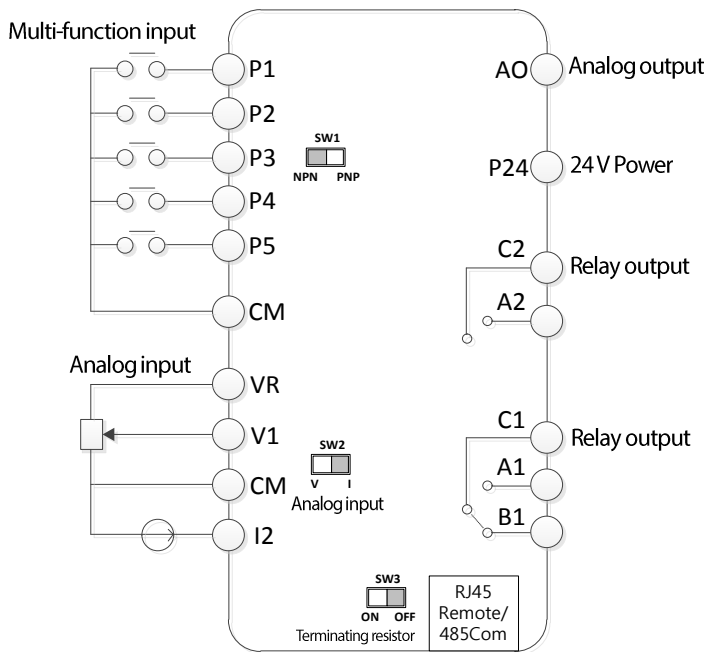 Multi-function input
P1
P2
P3
P4
P5
CM
SW1
NPN PNP
Analog input
VR
V1
CM
I2
SW2
V I
Analog input
SW3
ON OFF
Terminating resistor
RJ45
Remote/
485Com
AO Analog output
P24 24 V Power
C2 Relay output
A2
C1 Relay output
A1
B1